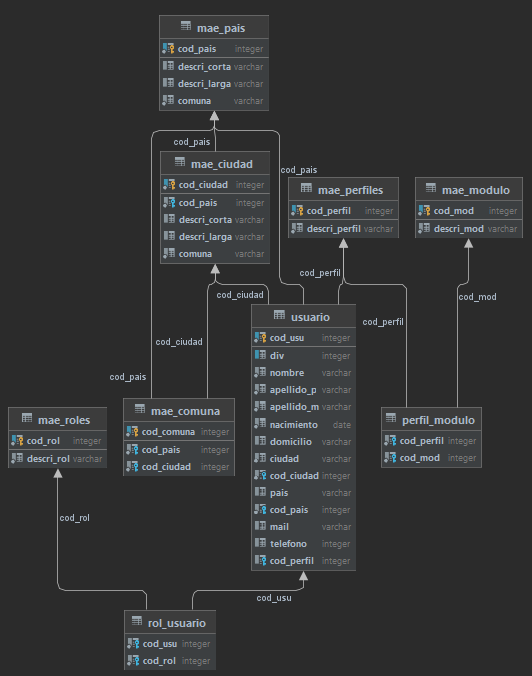 mae_pais
cod_pais integer
descri_corta varchar
descri_larga varchar
comuna varchar
cod_pais
mae_ciudad
cod_ciudad integer
cod_pais integer
descri_corta varchar
descri_larga varchar
comuna varchar
cod_pais
mae_perfiles
cod_perfil integer
descri_perfil varchar
mae_modulo
cod_mod integer
descri_mod varchar
cod_perfil
cod_ciudad
cod_mod
usuario
cod_usu integer
div integer
nombre varchar
apellido_p varchar
apellido_m varchar
nacimiento date
domicilio varchar
ciudad varchar
cod_ciudad integer
pais varchar
cod_pais integer
mail varchar
telefono integer
cod_perfil integer
cod_perfil
cod_ciudad
cod_pais
mae_roles
cod_rol integer
descri_rol varchar
mae_comuna
cod_comuna integer
cod_pais integer
cod_ciudad integer
perfil_modulo
cod_perfil integer
cod_mod integer
cod_rol
cod_usu
rol_usuario
cod_usu integer
cod_rol integer